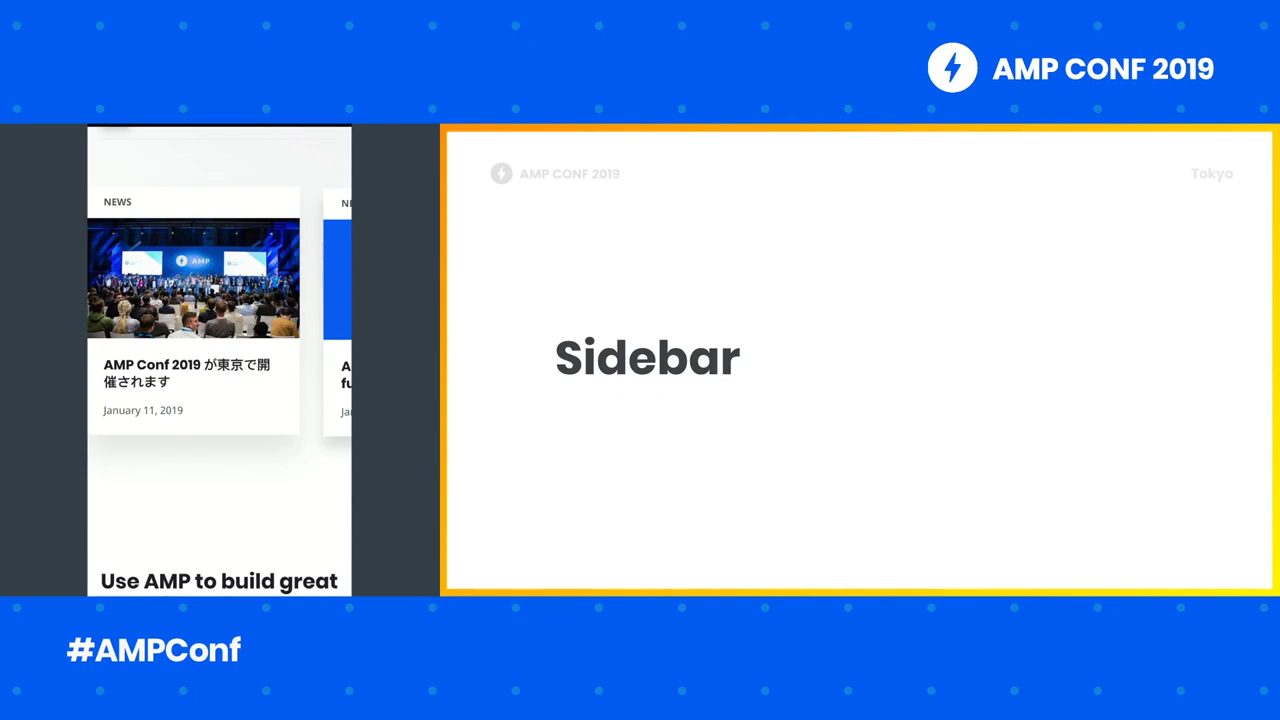 AMP CONF 2019
NEWS
AMP
AMP Conf 2019 が東京で開
催されます
January 11, 2019
Use AMP to build great
AMP CONF 2019
Tokyo
Sidebar
#AMPConf